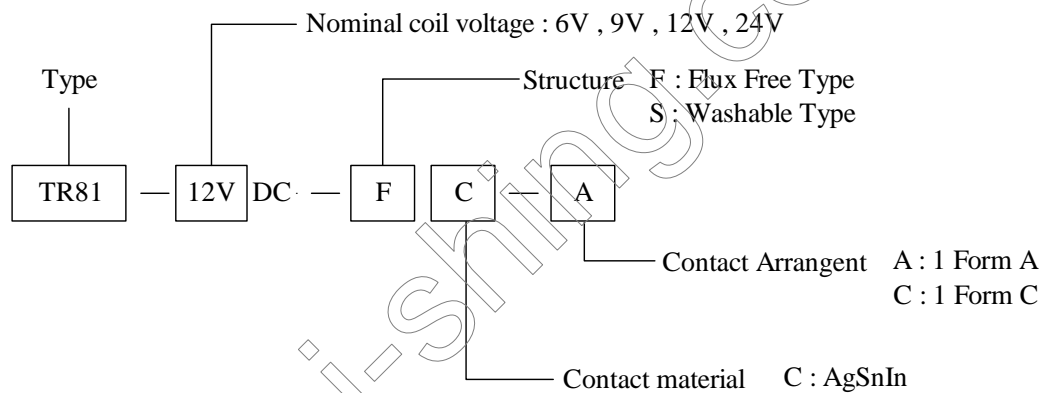 Nominal coil voltage : 6V , 9V , 12V , 24V
Type
Structure F : Flux Free Type
S : Washable Type
TR81 — 12V DC — F C — A
Contact Arrangent A : 1 Form A
C : 1 Form C
Contact material C : AgSnIn
i-shing.c